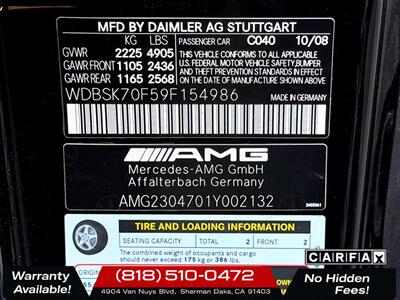 MFD BY DAIMLER AG STUTTGART
KG LBS
PASSENGER CAR C040 10/08
GVWR 2225 4905
GAWR FRONT 1105 2436
GAWR REAR 1165 2568
THIS VEHICLE CONFORMS TO ALL APPLICABLE
U.S. FEDERAL MOTOR VEHICLE SAFETY, BUMPER
AND THEFT PREVENTION STANDARDS IN EFFECT
ON THE DATE OF MANUFACTURE SHOWN ABOVE
WDBSK70F59F154986
MADE IN GERMANY
AMG
Mercedes-AMG GmbH
Affalterbach Germany
AMG2304701Y002132
TIRE AND LOADING INFORMATION
SEATING CAPACITY TOTAL 2 FRONT 2
The combined weight of occupants and cargo
should never exceed 175 kg or 386 lbs.
ORIGINAL
CARFAX
Warranty Available!
(818) 510-0472
4904 Van Nuys Blvd, Sherman Oaks, CA 91403
No Hidden Fees!